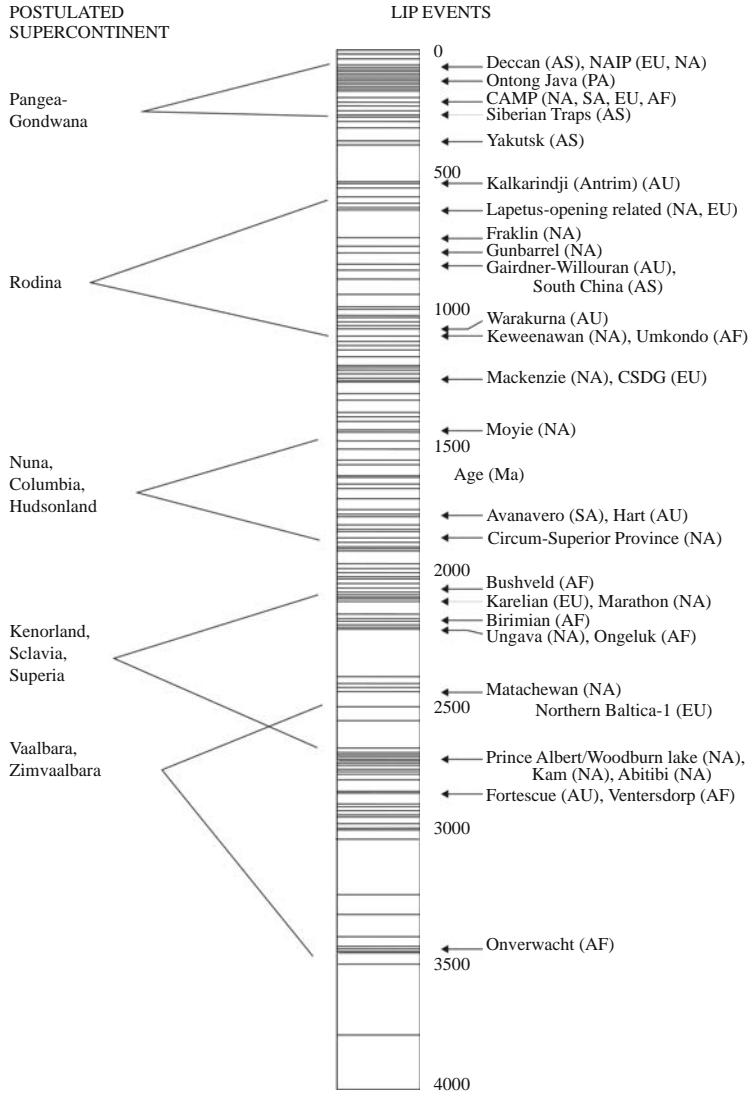 POSTULATED
SUPERCONTINENT
LIP EVENTS
0
Deccan (AS), NAIP (EU, NA)
Ontong Java (PA)
Pangea-
Gondwana
CAMP (NA, SA, EU, AF)
Siberian Traps (AS)
Yakutsk (AS)
500
Kalkarindji (Antrim) (AU)
Lapetus-opening related (NA, EU)
Fraklin (NA)
Gunbarrel (NA)
Rodina
Gairdner-Willouran (AU),
South China (AS)
1000
Warakurna (AU)
Keweenawan (NA), Umkondo (AF)
Mackenzie (NA), CSDG (EU)
Moyie (NA)
1500
Nuna,
Columbia,
Hudsonland
Age (Ma)
Avanavero (SA), Hart (AU)
Circum-Superior Province (NA)
2000
Bushveld (AF)
Karelian (EU), Marathon (NA)
Birimian (AF)
Ungava (NA), Ongeluk (AF)
Kenorland,
Sclavia,
Superia
Matachewan (NA)
2500
Northern Baltica-1 (EU)
Vaalbara,
Zimvaalbara
Prince Albert/Woodburn lake (NA),
Kam (NA), Abitibi (NA)
Fortescue (AU), Ventersdorp (AF)
3000
Onverwacht (AF)
3500
4000